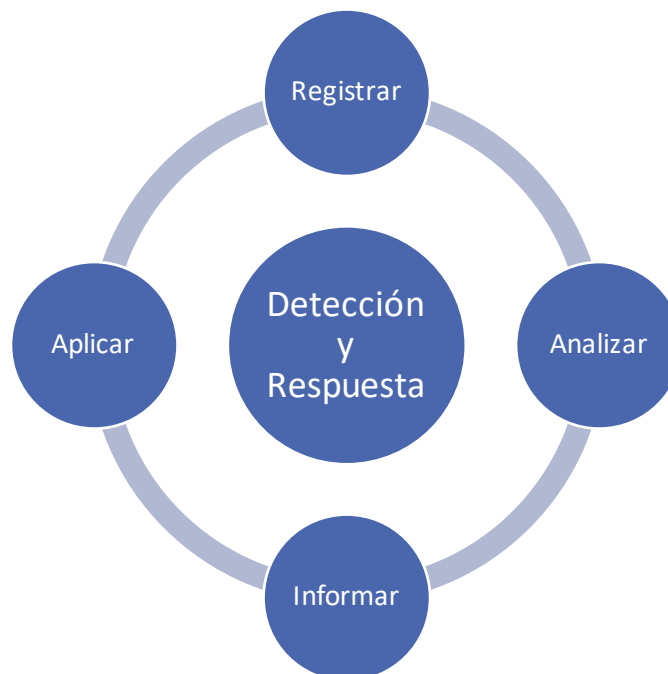 Registrar
Detección
y
Respuesta
Aplicar
Analizar
Informar